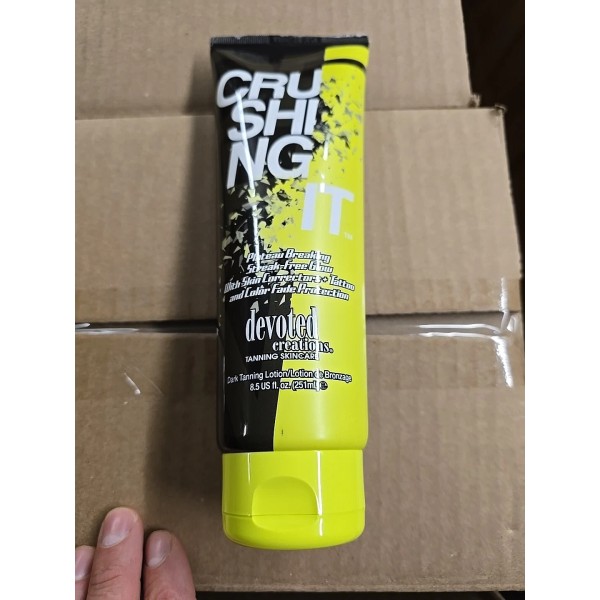 CRU
SHI
NG
IT™
Plateau Breaking
Streak-Free Glow
With Skin Correctors + Tattoo
and Color Fade Protection
devoted
creations®
TANNING SKINCARE
Dark Tanning Lotion/Lotion de Bronzage
8.5 US fl. oz. (251mL) e